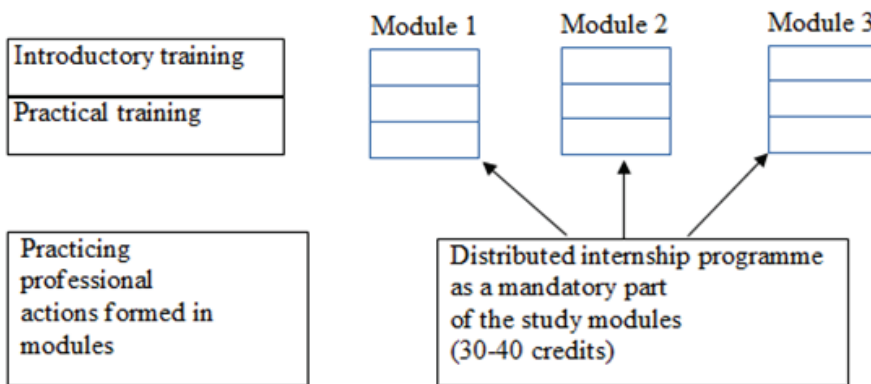 Module 1
Module 2
Module 3
Introductory training
Practical training
Practicing
professional
actions formed in
modules
Distributed internship programme
as a mandatory part
of the study modules
(30-40 credits)